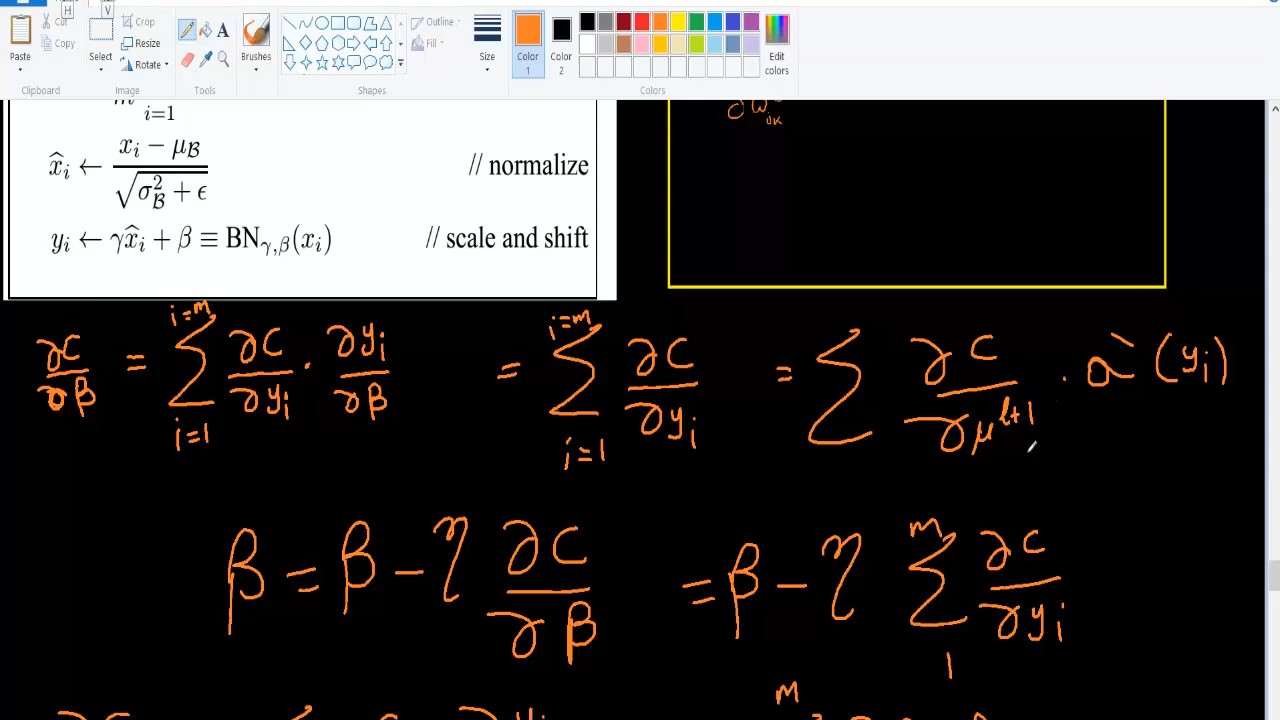 H V
Cut Crop
Copy Resize
Paste Select Rotate Brushes Outline Fill Size Color 1 Color 2 Edit colors
Clipboard Image Tools Shapes Colors
i=1
x̂_i ← (x_i − μ_B) / √(σ²_B + ε) // normalize
y_i ← γx̂_i + β ≡ BN_{γ,β}(x_i) // scale and shift
∂C/∂β = Σ_{i=1}^{i=m} ∂C/∂y_i · ∂y_i/∂β = Σ_{i=1}^{i=m} ∂C/∂y_i = Σ ∂C/∂μ^{l+1} · a'(y_i)
β = β − η ∂C/∂β = β − η Σ_1^m ∂C/∂y_i
m